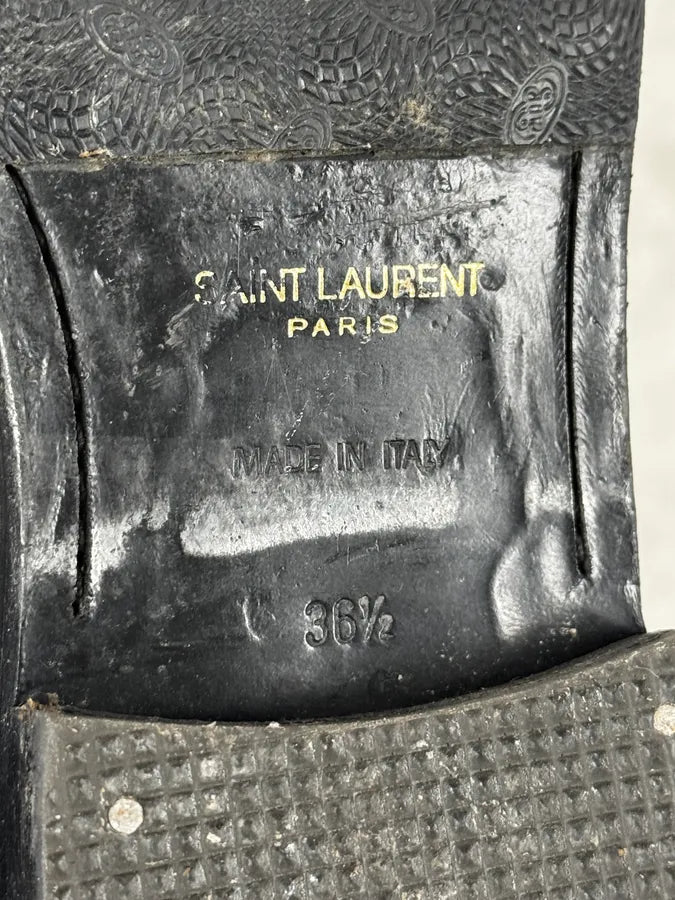 SAINT LAURENT
PARIS
MADE IN ITALY
36½